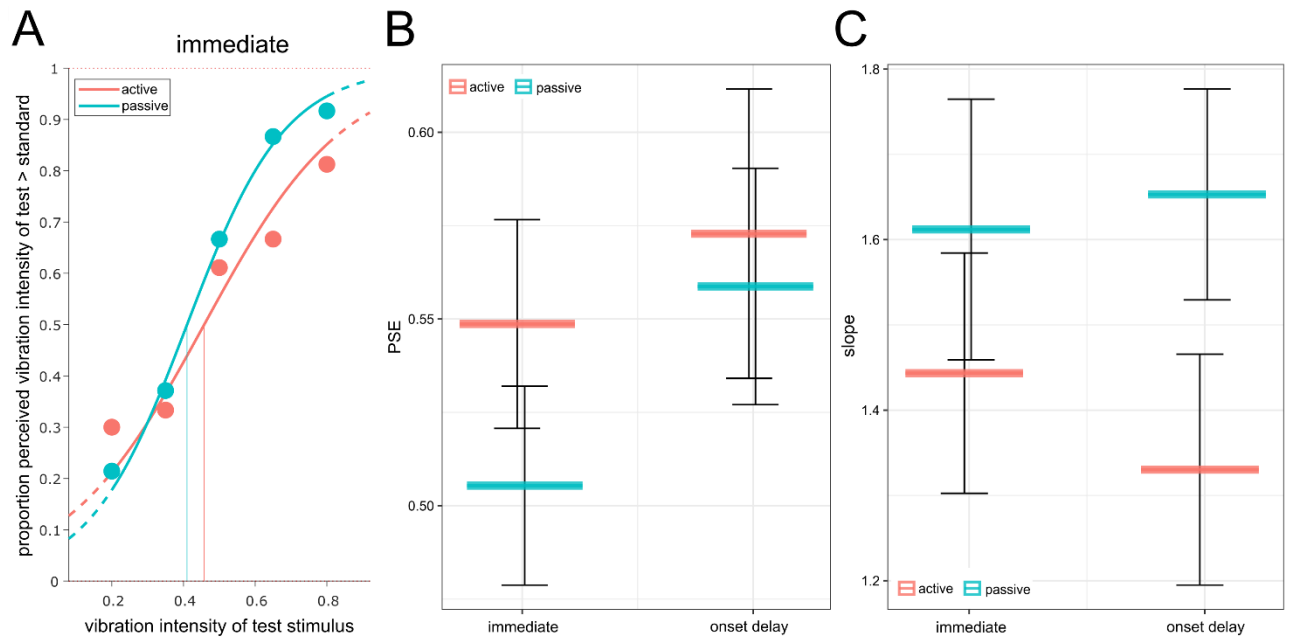 A
immediate
active
passive
proportion perceived vibration intensity of test > standard
1
0.9
0.8
0.7
0.6
0.5
0.4
0.3
0.2
0.1
0
0.2 0.4 0.6 0.8
vibration intensity of test stimulus
B
active passive
PSE
0.60
0.55
0.50
immediate onset delay
C
slope
1.8
1.6
1.4
1.2
active passive
immediate onset delay